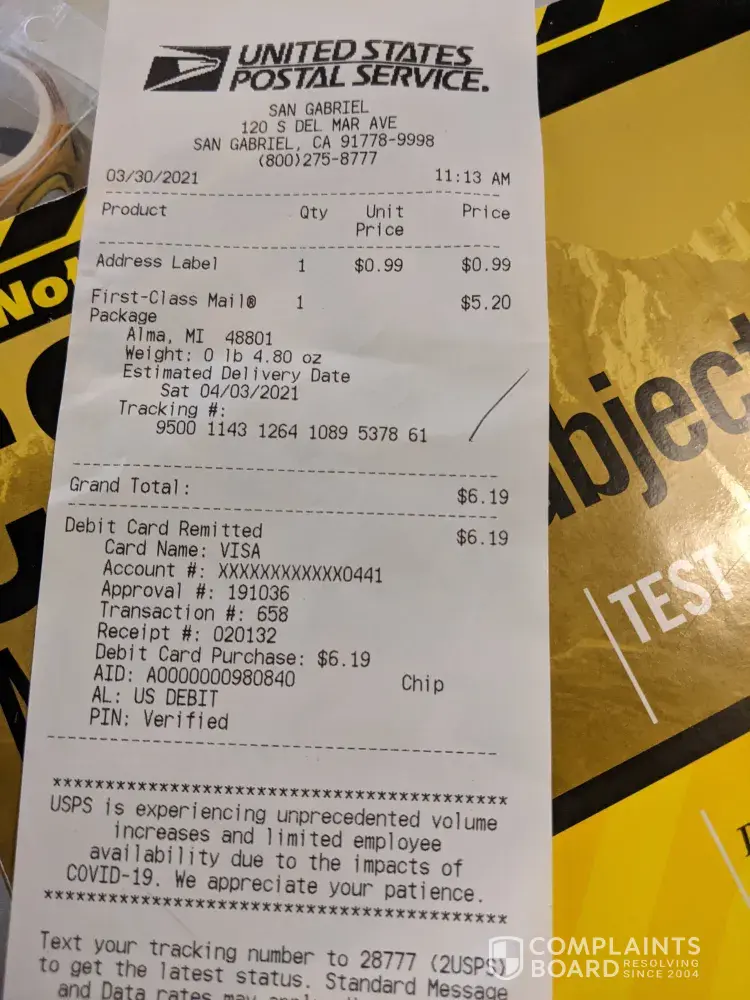 UNITED STATES
POSTAL SERVICE.
SAN GABRIEL
120 S DEL MAR AVE
SAN GABRIEL, CA 91778-9998
(800)275-8777
03/30/2021 11:13 AM
Product Qty Unit Price
Price
Address Label 1 $0.99 $0.99
First-Class Mail® 1 $5.20
Package
Alma, MI 48801
Weight: 0 lb 4.80 oz
Estimated Delivery Date
Sat 04/03/2021
Tracking #:
9500 1143 1264 1089 5378 61
Grand Total: $6.19
Debit Card Remitted $6.19
Card Name: VISA
Account #: XXXXXXXXXXXX0441
Approval #: 191036
Transaction #: 658
Receipt #: 020132
Debit Card Purchase: $6.19
AID: A0000000980840 Chip
AL: US DEBIT
PIN: Verified
******************************************
USPS is experiencing unprecedented volume
increases and limited employee
availability due to the impacts of
COVID-19. We appreciate your patience.
******************************************
Text your tracking number to 28777 (2USPS)
to get the latest status. Standard Message
and Data rates may
No
bject
TEST
COMPLAINTS
BOARD RESOLVING
SINCE 2004